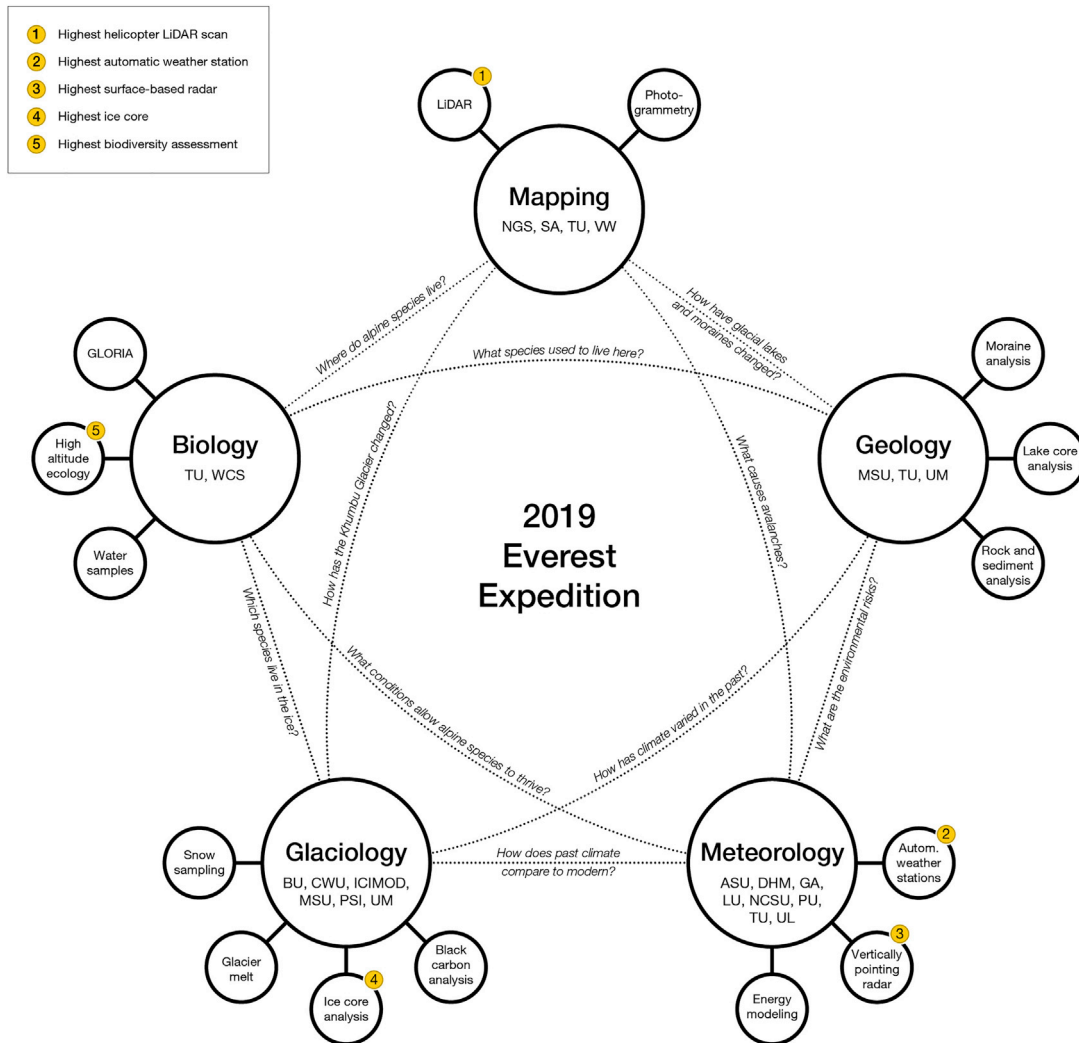 1 Highest helicopter LiDAR scan
2 Highest automatic weather station
3 Highest surface-based radar
4 Highest ice core
5 Highest biodiversity assessment
1
LiDAR
Photo-
grammetry
Mapping
NGS, SA, TU, VW
Where do alpine species live?
How have glacial lakes
and moraines changed?
What species used to live here?
How has the Khumbu Glacier changed?
What causes avalanches?
GLORIA
5
High
altitude
ecology
Water
samples
Biology
TU, WCS
Moraine
analysis
Lake core
analysis
Rock and
sediment
analysis
Geology
MSU, TU, UM
2019
Everest
Expedition
Which species live in the ice?
What conditions allow alpine species to thrive?
How has climate varied in the past?
What are the environmental risks?
How does past climate
compare to modern?
Glaciology
BU, CWU, ICIMOD,
MSU, PSI, UM
Snow
sampling
Glacier
melt
4
Ice core
analysis
Black
carbon
analysis
Meteorology
ASU, DHM, GA,
LU, NCSU, PU,
TU, UL
2
Autom.
weather
stations
3
Vertically
pointing
radar
Energy
modeling